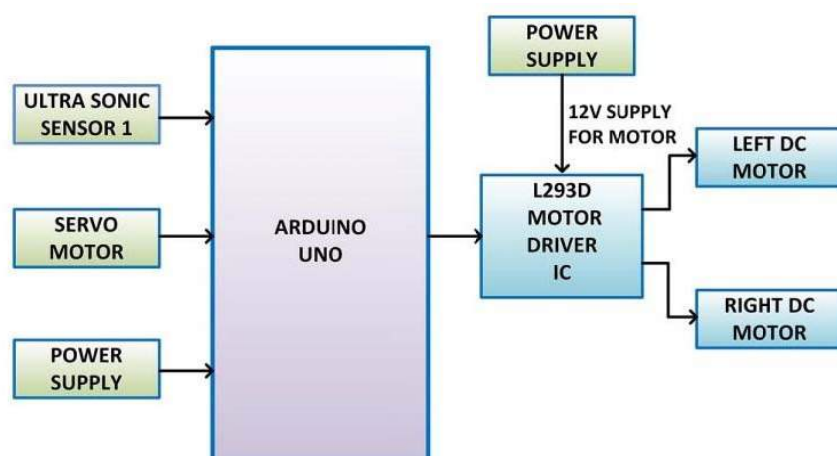 POWER
SUPPLY
ULTRA SONIC
SENSOR 1
12V SUPPLY
FOR MOTOR
LEFT DC
MOTOR
SERVO
MOTOR
ARDUINO
UNO
L293D
MOTOR
DRIVER
IC
RIGHT DC
MOTOR
POWER
SUPPLY